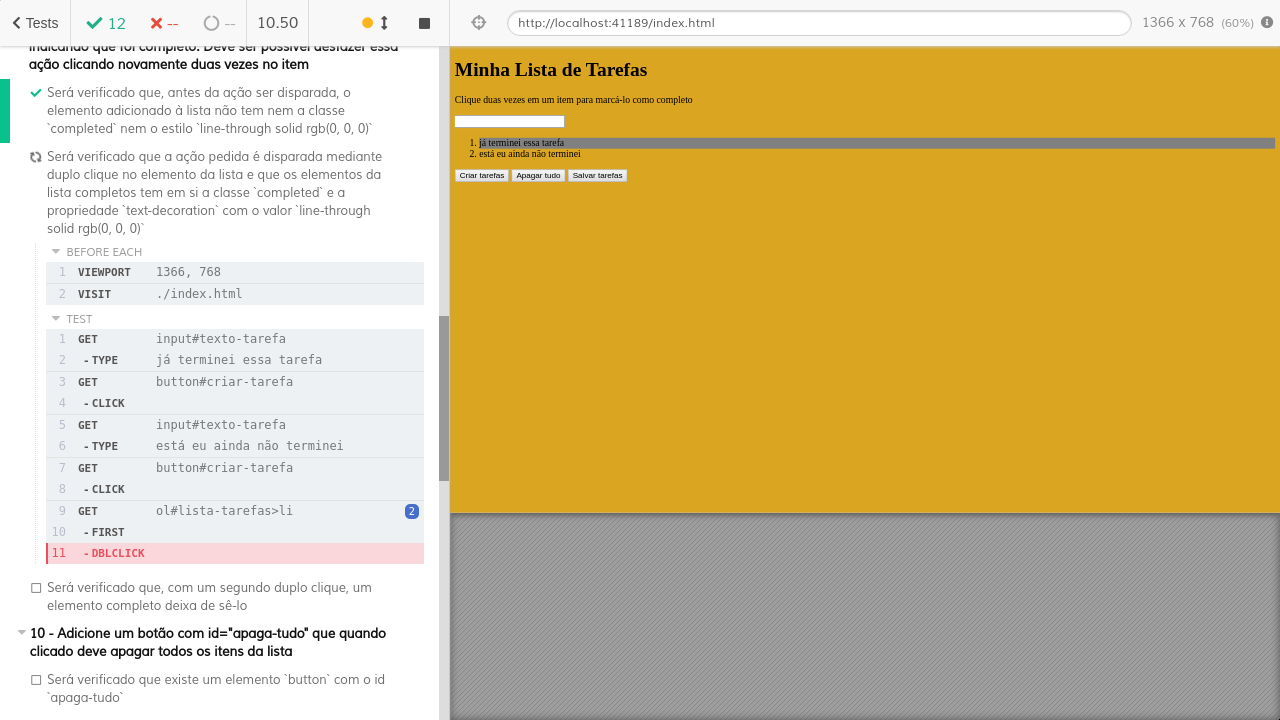 Tests
12
--
--
10.50
http://localhost:41189/index.html
1366 x 768 (60%)
indicando que foi completo. Deve ser possível desfazer essa
ação clicando novamente duas vezes no item
Será verificado que, antes da ação ser disparada, o
elemento adicionado à lista não tem nem a classe
`completed` nem o estilo `line-through solid rgb(0, 0, 0)`
Será verificado que a ação pedida é disparada mediante
duplo clique no elemento da lista e que os elementos da
lista completos tem em si a classe `completed` e a
propriedade `text-decoration` com o valor `line-through
solid rgb(0, 0, 0)`
BEFORE EACH
1 VIEWPORT 1366, 768
2 VISIT ./index.html
TEST
1 GET input#texto-tarefa
2 - TYPE já terminei essa tarefa
3 GET button#criar-tarefa
4 - CLICK
5 GET input#texto-tarefa
6 - TYPE está eu ainda não terminei
7 GET button#criar-tarefa
8 - CLICK
9 GET ol#lista-tarefas>li 2
10 - FIRST
11 - DBLCLICK
Será verificado que, com um segundo duplo clique, um
elemento completo deixa de sê-lo
10 - Adicione um botão com id="apaga-tudo" que quando
clicado deve apagar todos os itens da lista
Será verificado que existe um elemento `button` com o id
`apaga-tudo`
Minha Lista de Tarefas
Clique duas vezes em um item para marcá-lo como completo
1. já terminei essa tarefa
2. está eu ainda não terminei
Criar tarefas Apagar tudo Salvar tarefas